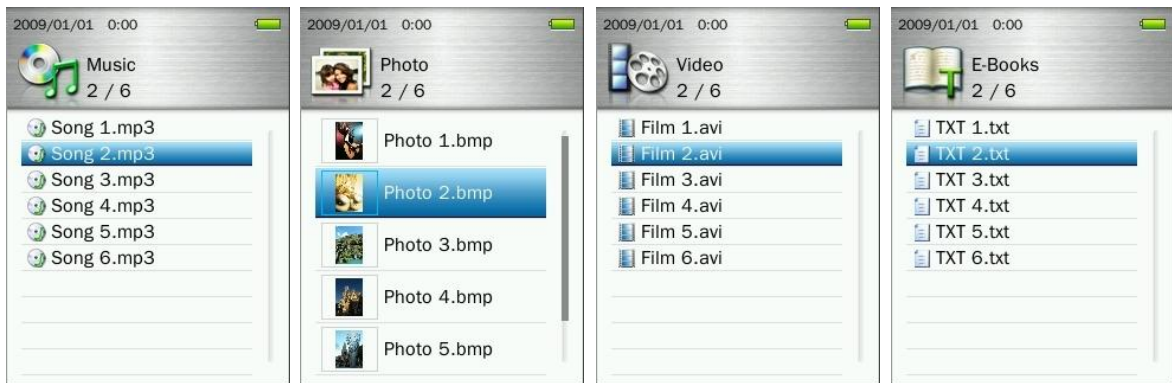 2009/01/01 0:00
Music
2 / 6
Song 1.mp3
Song 2.mp3
Song 3.mp3
Song 4.mp3
Song 5.mp3
Song 6.mp3
2009/01/01 0:00
Photo
2 / 6
Photo 1.bmp
Photo 2.bmp
Photo 3.bmp
Photo 4.bmp
Photo 5.bmp
2009/01/01 0:00
Video
2 / 6
Film 1.avi
Film 2.avi
Film 3.avi
Film 4.avi
Film 5.avi
Film 6.avi
2009/01/01 0:00
T
E-Books
2 / 6
TXT 1.txt
TXT 2.txt
TXT 3.txt
TXT 4.txt
TXT 5.txt
TXT 6.txt